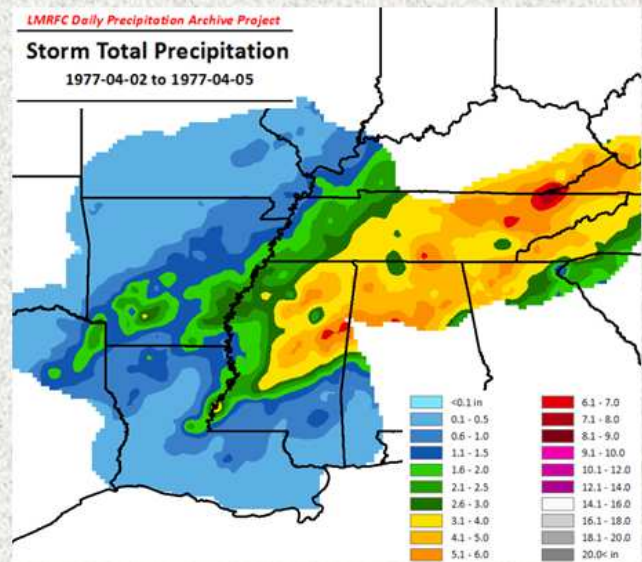 LMRFC Daily Precipitation Archive Project
Storm Total Precipitation
1977-04-02 to 1977-04-05
<0.1 in
0.1 - 0.5
0.6 - 1.0
1.1 - 1.5
1.6 - 2.0
2.1 - 2.5
2.6 - 3.0
3.1 - 4.0
4.1 - 5.0
5.1 - 6.0
6.1 - 7.0
7.1 - 8.0
8.1 - 9.0
9.1 - 10.0
10.1 - 12.0
12.1 - 14.0
14.1 - 16.0
16.1 - 18.0
18.1 - 20.0
20.0< in